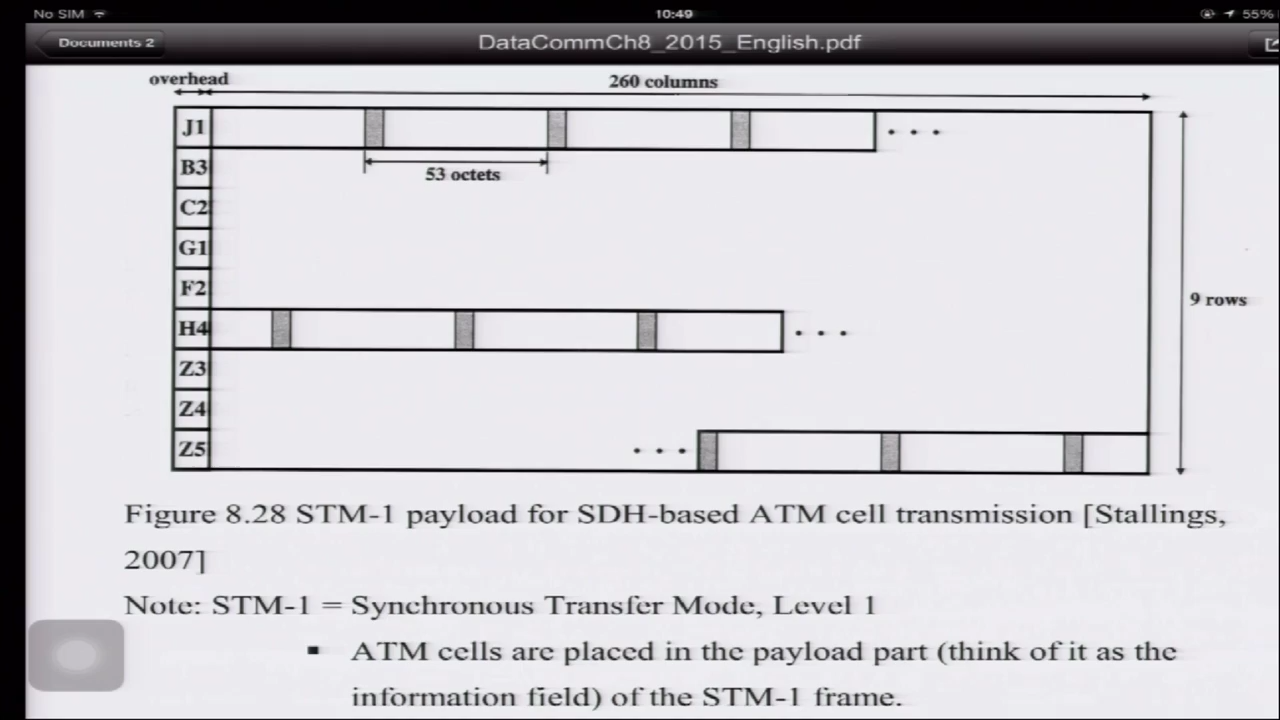 No SIM 10:49 55%
Documents 2 DataCommCh8_2015_English.pdf
overhead 260 columns
J1 • • •
B3 53 octets
C2
G1
F2
9 rows
H4 • • •
Z3
Z4
Z5 • • •
Figure 8.28 STM-1 payload for SDH-based ATM cell transmission [Stallings,
2007]
Note: STM-1 = Synchronous Transfer Mode, Level 1
▪ ATM cells are placed in the payload part (think of it as the
information field) of the STM-1 frame.